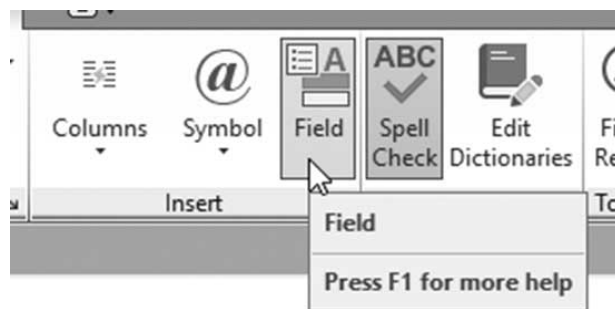 ABC
Columns Symbol Field Spell Check Edit Dictionaries
Insert
Field
Press F1 for more help